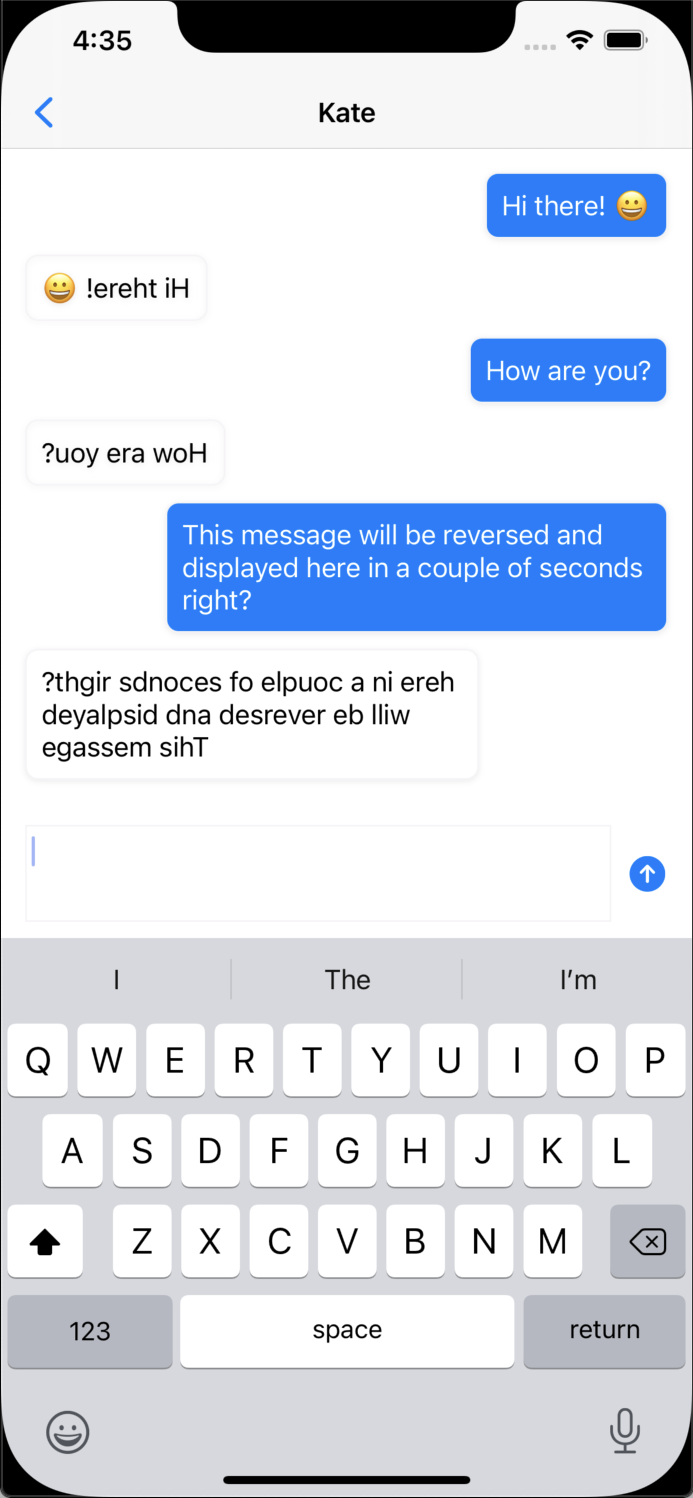 4:35
Kate
Hi there! 😀
😀 !ereht iH
How are you?
?uoy era woH
This message will be reversed and
displayed here in a couple of seconds
right?
?thgir sdnoces fo elpuoc a ni ereh
deyalpsid dna desrever eb lliw
egassem sihT
I The I’m
Q W E R T Y U I O P
A S D F G H J K L
Z X C V B N M
123 space return